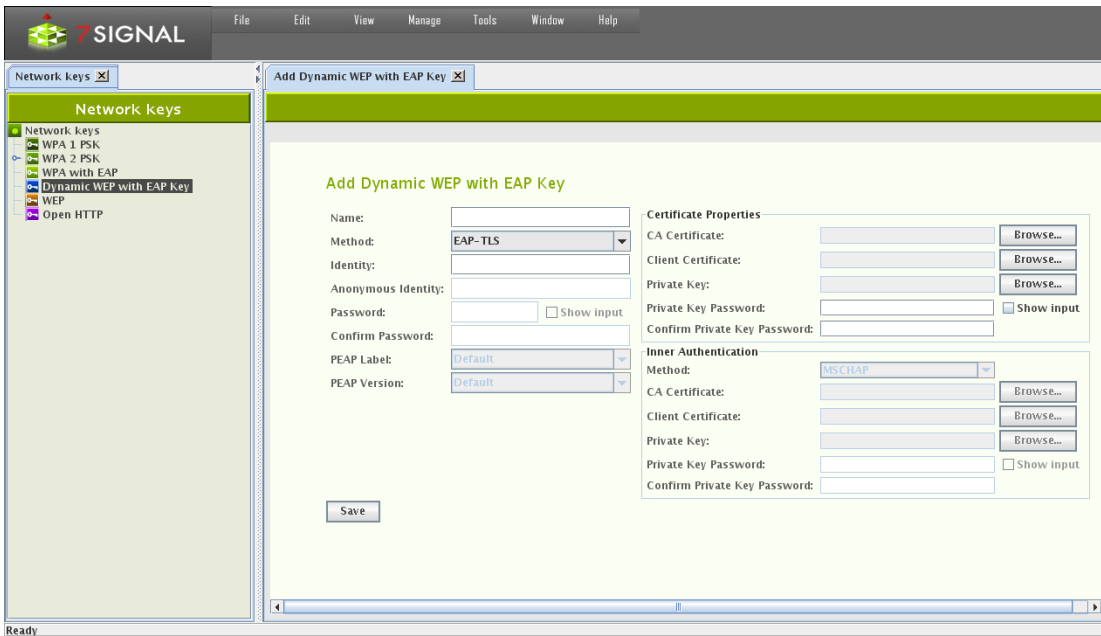 7SIGNAL
File Edit View Manage Tools Window Help
Network keys
Add Dynamic WEP with EAP Key
Network keys
Network keys
WPA 1 PSK
WPA 2 PSK
WPA with EAP
Dynamic WEP with EAP Key
WEP
Open HTTP
Add Dynamic WEP with EAP Key
Name:
Method: EAP-TLS
Identity:
Anonymous Identity:
Password: Show input
Confirm Password:
PEAP Label: Default
PEAP Version: Default
Save
Certificate Properties
CA Certificate: Browse...
Client Certificate: Browse...
Private Key: Browse...
Private Key Password: Show input
Confirm Private Key Password:
Inner Authentication
Method: MSCHAP
CA Certificate: Browse...
Client Certificate: Browse...
Private Key: Browse...
Private Key Password: Show input
Confirm Private Key Password:
Ready